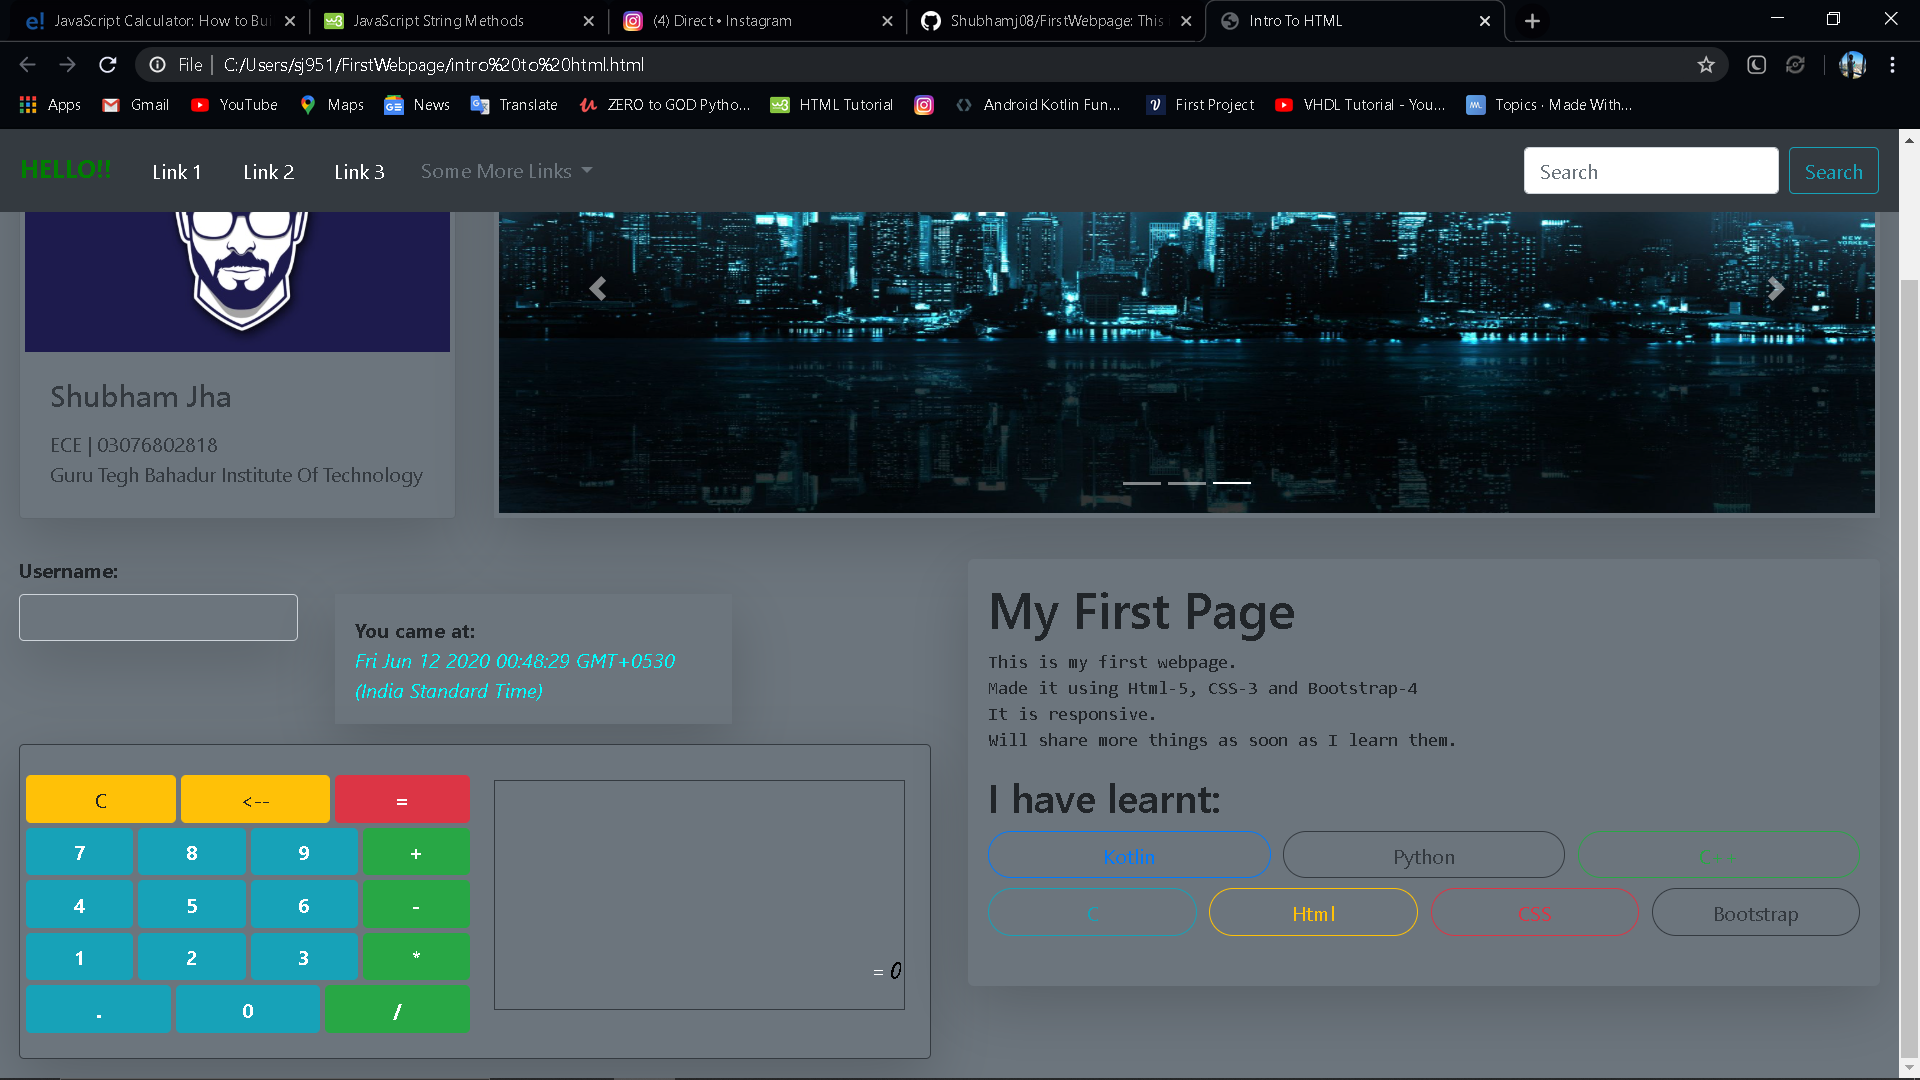 JavaScript Calculator: How to Bui
JavaScript String Methods
(4) Direct • Instagram
Shubhamj08/FirstWebpage: This
Intro To HTML
File | C:/Users/sj951/FirstWebpage/intro%20to%20html.html
Apps
Gmail
YouTube
Maps
News
Translate
ZERO to GOD Pytho...
HTML Tutorial
Android Kotlin Fun...
First Project
VHDL Tutorial - You...
Topics · Made With...
HELLO!!
Link 1
Link 2
Link 3
Some More Links
Search
Search
NEW
YORKER
Shubham Jha
ECE | 03076802818
Guru Tegh Bahadur Institute Of Technology
Username:
You came at:
Fri Jun 12 2020 00:48:29 GMT+0530
(India Standard Time)
My First Page
This is my first webpage.
Made it using Html-5, CSS-3 and Bootstrap-4
It is responsive.
Will share more things as soon as I learn them.
I have learnt:
Kotlin
Python
C++
C
Html
CSS
Bootstrap
C <-- =
7 8 9 +
4 5 6 -
1 2 3 *
. 0 /
= 0